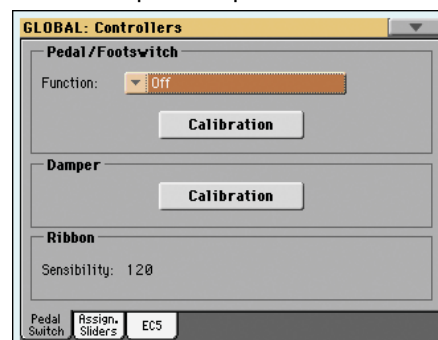 GLOBAL: Controllers
Pedal/Footswitch
Function: Off
Calibration
Damper
Calibration
Ribbon
Sensibility: 120
Pedal Switch
Assign. Sliders
EC5